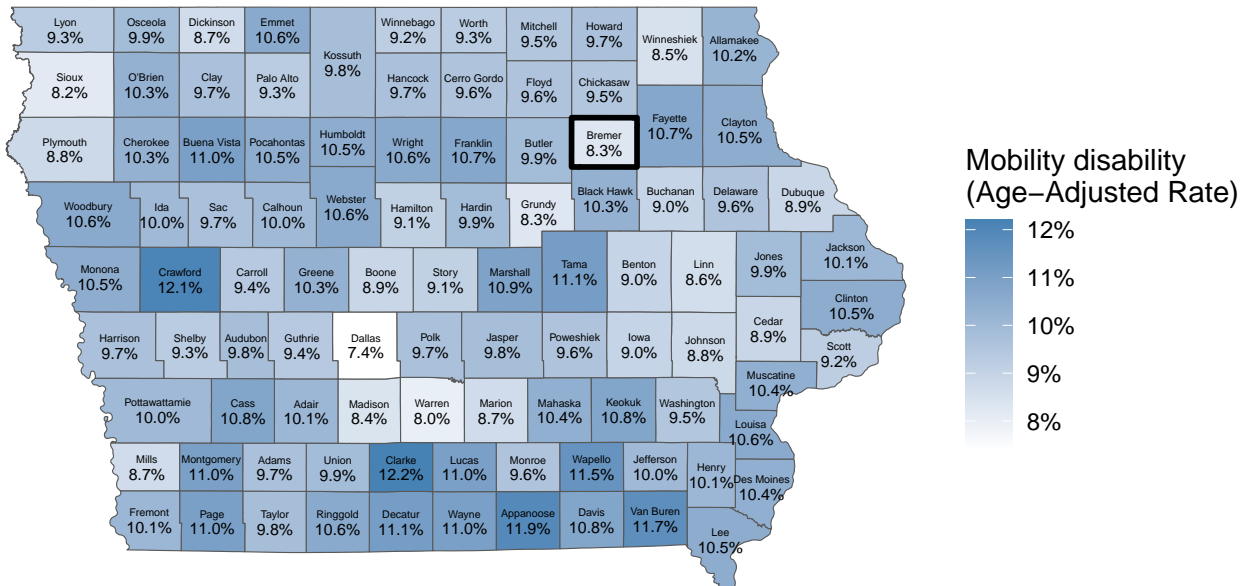 Lyon
9.3%
Osceola
9.9%
Dickinson
8.7%
Emmet
10.6%
Winnebago
9.2%
Worth
9.3%
Mitchell
9.5%
Howard
9.7%
Winneshiek
8.5%
Allamakee
10.2%
Kossuth
9.8%
Sioux
8.2%
O'Brien
10.3%
Clay
9.7%
Palo Alto
9.3%
Hancock
9.7%
Cerro Gordo
9.6%
Floyd
9.6%
Chickasaw
9.5%
Fayette
10.7%
Clayton
10.5%
Plymouth
8.8%
Cherokee
10.3%
Buena Vista
11.0%
Pocahontas
10.5%
Humboldt
10.5%
Wright
10.6%
Franklin
10.7%
Butler
9.9%
Bremer
8.3%
Woodbury
10.6%
Ida
10.0%
Sac
9.7%
Calhoun
10.0%
Webster
10.6%
Hamilton
9.1%
Hardin
9.9%
Grundy
8.3%
Black Hawk
10.3%
Buchanan
9.0%
Delaware
9.6%
Dubuque
8.9%
Monona
10.5%
Crawford
12.1%
Carroll
9.4%
Greene
10.3%
Boone
8.9%
Story
9.1%
Marshall
10.9%
Tama
11.1%
Benton
9.0%
Linn
8.6%
Jones
9.9%
Jackson
10.1%
Clinton
10.5%
Harrison
9.7%
Shelby
9.3%
Audubon
9.8%
Guthrie
9.4%
Dallas
7.4%
Polk
9.7%
Jasper
9.8%
Poweshiek
9.6%
Iowa
9.0%
Johnson
8.8%
Cedar
8.9%
Scott
9.2%
Muscatine
10.4%
Pottawattamie
10.0%
Cass
10.8%
Adair
10.1%
Madison
8.4%
Warren
8.0%
Marion
8.7%
Mahaska
10.4%
Keokuk
10.8%
Washington
9.5%
Louisa
10.6%
Mills
8.7%
Montgomery
11.0%
Adams
9.7%
Union
9.9%
Clarke
12.2%
Lucas
11.0%
Monroe
9.6%
Wapello
11.5%
Jefferson
10.0%
Henry
10.1%
Des Moines
10.4%
Fremont
10.1%
Page
11.0%
Taylor
9.8%
Ringgold
10.6%
Decatur
11.1%
Wayne
11.0%
Appanoose
11.9%
Davis
10.8%
Van Buren
11.7%
Lee
10.5%
Mobility disability
(Age−Adjusted Rate)
12%
11%
10%
9%
8%